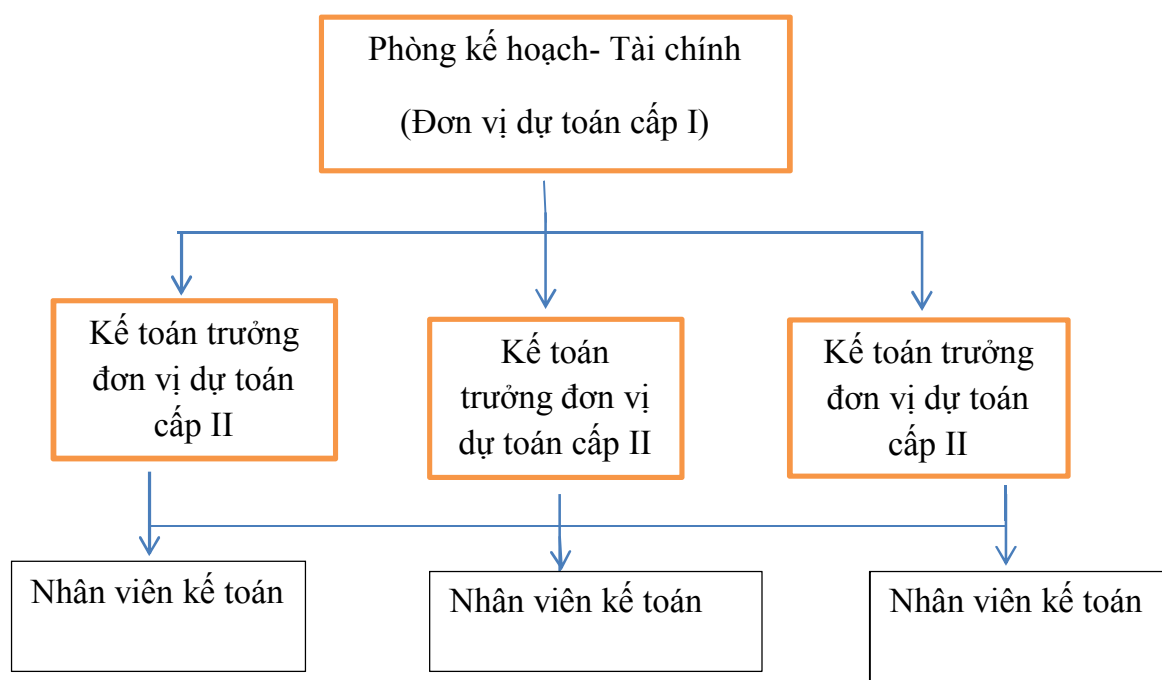 Phòng kế hoạch- Tài chính
(Đơn vị dự toán cấp I)
Kế toán trưởng
đơn vị dự toán
cấp II
Kế toán
trưởng đơn vị
dự toán cấp II
Kế toán trưởng
đơn vị dự toán
cấp II
Nhân viên kế toán
Nhân viên kế toán
Nhân viên kế toán